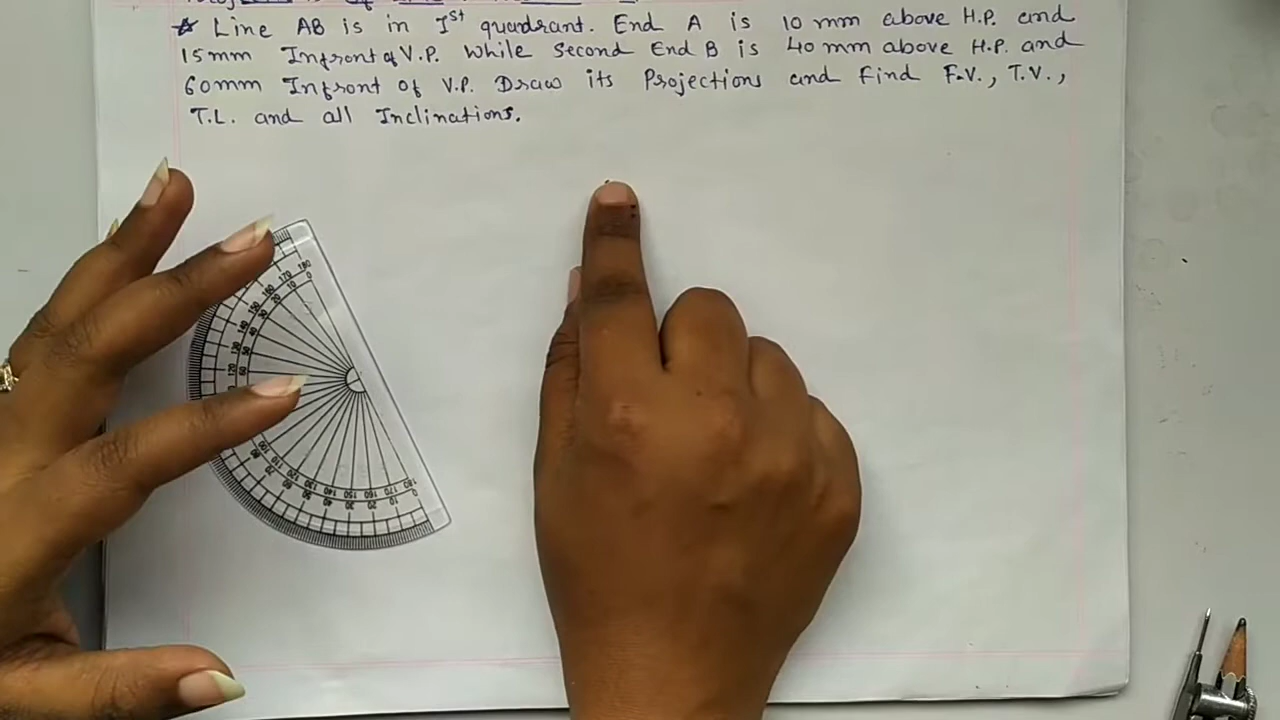 ★ Line AB is in Ist quadrant. End A is 10 mm above H.P. and
15mm Infront of V.P. While Second End B is 40 mm above H.P. and
60mm Infront of V.P. Draw its Projections and Find F.V., T.V.,
T.L. and all Inclinations.